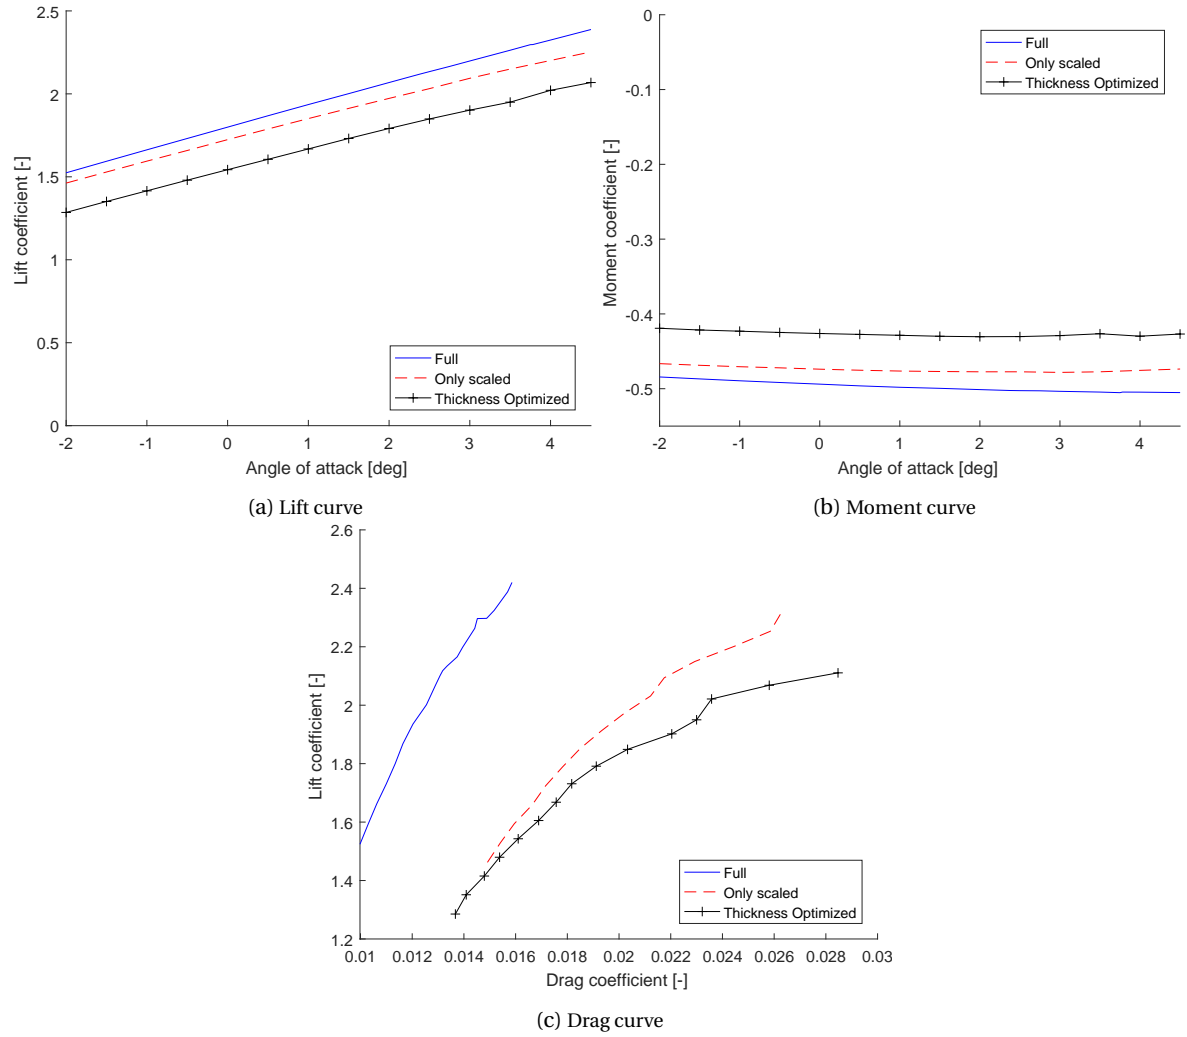 2.5
2
1.5
1
0.5
0
-2
-1
0
1
2
3
4
Lift coefficient [-]
Angle of attack [deg]
Full
Only scaled
Thickness Optimized
(a) Lift curve
0
-0.1
-0.2
-0.3
-0.4
-0.5
-2
-1
0
1
2
3
4
Moment coefficient [-]
Angle of attack [deg]
Full
Only scaled
Thickness Optimized
(b) Moment curve
2.6
2.4
2.2
2
1.8
1.6
1.4
1.2
0.01
0.012
0.014
0.016
0.018
0.02
0.022
0.024
0.026
0.028
0.03
Lift coefficient [-]
Drag coefficient [-]
Full
Only scaled
Thickness Optimized
(c) Drag curve